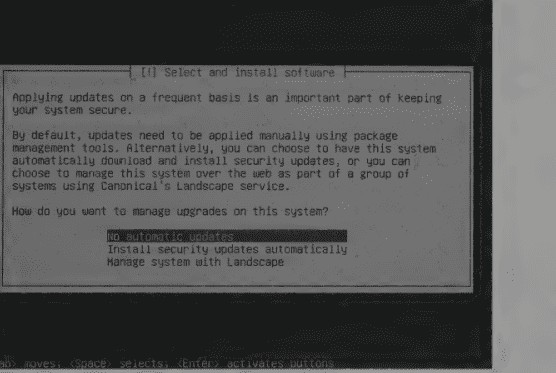 [!] Select and install software
Applying updates on a frequent basis is an important part of keeping
your system secure.
By default, updates need to be applied manually using package
management tools. Alternatively, you can choose to have this system
automatically download and install security updates, or you can
choose to manage this system over the web as part of a group of
systems using Canonical's Landscape service.
How do you want to manage upgrades on this system?
No automatic updates
Install security updates automatically
Manage system with Landscape
ab> moves; <Space> selects; <Enter> activates buttons